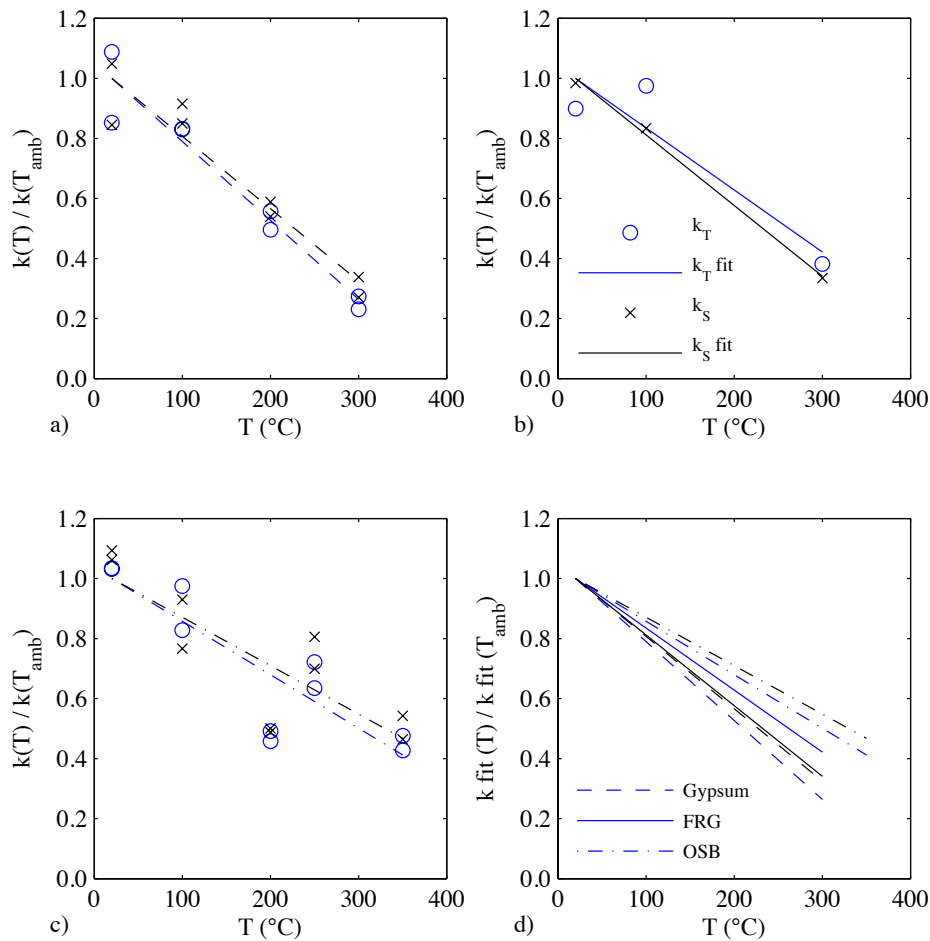 1.2
1.0
0.8
0.6
0.4
0.2
0.0
k(T) / k(T_amb)
0 100 200 300 400
T (°C)
a)
1.2
1.0
0.8
0.6
0.4
0.2
0.0
k(T) / k(T_amb)
k_T
k_T fit
k_S
k_S fit
0 100 200 300 400
T (°C)
b)
1.2
1.0
0.8
0.6
0.4
0.2
0.0
k(T) / k(T_amb)
0 100 200 300 400
T (°C)
c)
1.2
1.0
0.8
0.6
0.4
0.2
0.0
k fit (T) / k fit (T_amb)
Gypsum
FRG
OSB
0 100 200 300 400
T (°C)
d)